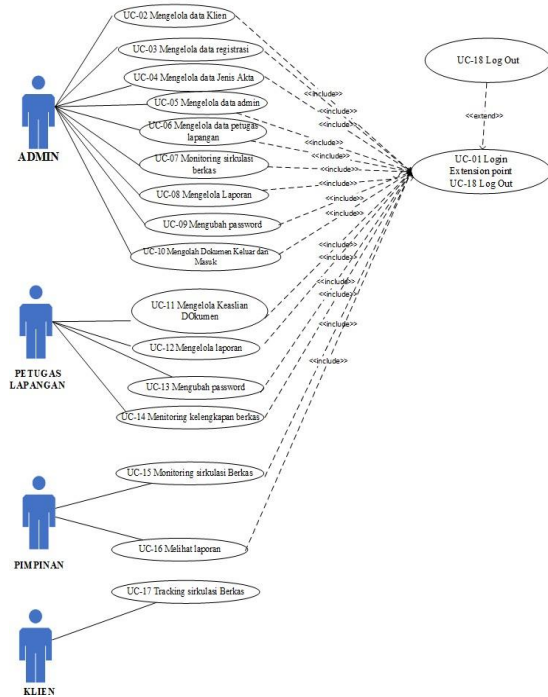 UC-02 Mengelola data Klien
UC-03 Mengelola data registrasi
UC-04 Mengelola data Jenis Akta
UC-05 Mengelola data admin
UC-06 Mengelola data petugas
lapangan
UC-07 Monitoring sirkulasi
berkas
UC-08 Mengelola Laporan
UC-09 Mengubah password
UC-10 Mengolah Dokumen Keluar dan
Masuk
ADMIN
<<include>>
<<include>>
<<include>>
<<include>>
<<include>>
<<include>>
<<include>>
<<include>>
<<include>>
UC-18 Log Out
<<extend>>
UC-01 Login
Extension point
UC-18 Log Out
UC-11 Mengelola Keaslian
DOkumen
UC-12 Mengelola laporan
UC-13 Mengubah password
UC-14 Menitoring kelengkapan berkas
PETUGAS
LAPANGAN
<<include>>
<<include>>
<<include>>
<<include>>
<<include>>
UC-15 Monitoring sirkulasi Berkas
UC-16 Melihat laporan
PIMPINAN
UC-17 Tracking sirkulasi Berkas
KLIEN